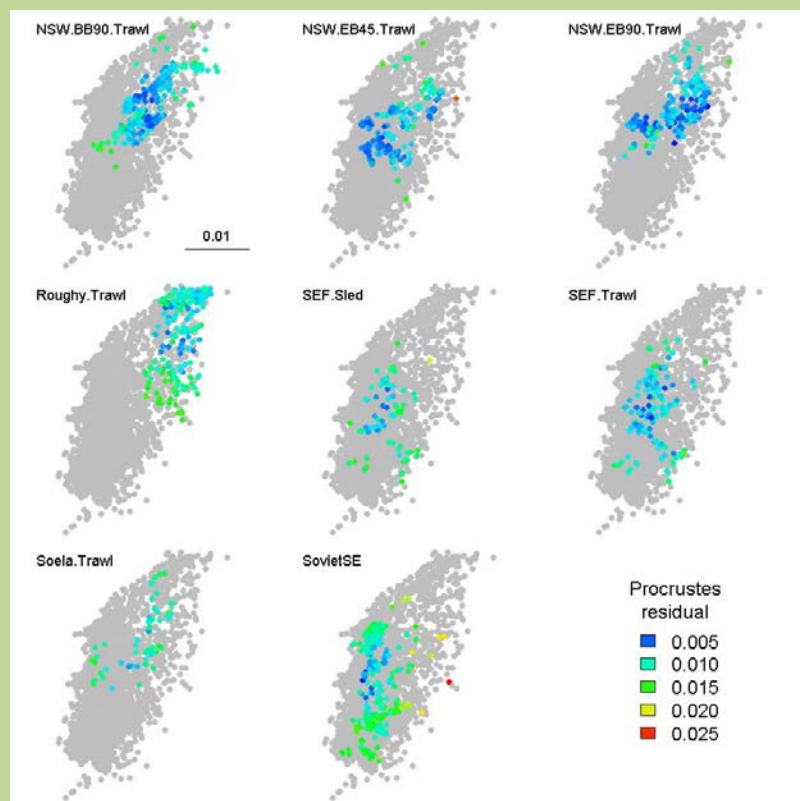 NSW.BB90.Trawl
NSW.EB45.Trawl
NSW.EB90.Trawl
0.01
Roughy.Trawl
SEF.Sled
SEF.Trawl
Soela.Trawl
SovietSE
Procrustes
residual
0.005
0.010
0.015
0.020
0.025